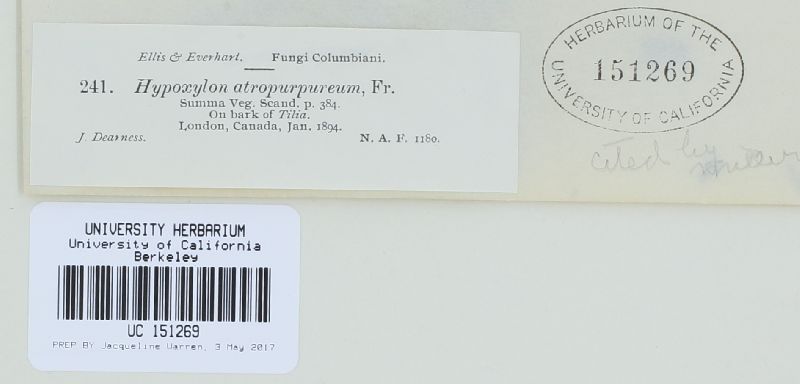 Ellis & Everhart. Fungi Columbiani.
241. Hypoxylon atropurpureum, Fr.
Summa Veg. Scand. p. 384.
On bark of Tilia.
London, Canada, Jan. 1894.
J. Dearness. N. A. F. 1180.
HERBARIUM OF THE
151269
UNIVERSITY OF CALIFORNIA
cited by
UNIVERSITY HERBARIUM
University of California
Berkeley
UC 151269
PREP BY Jacqueline Warren, 3 May 2017